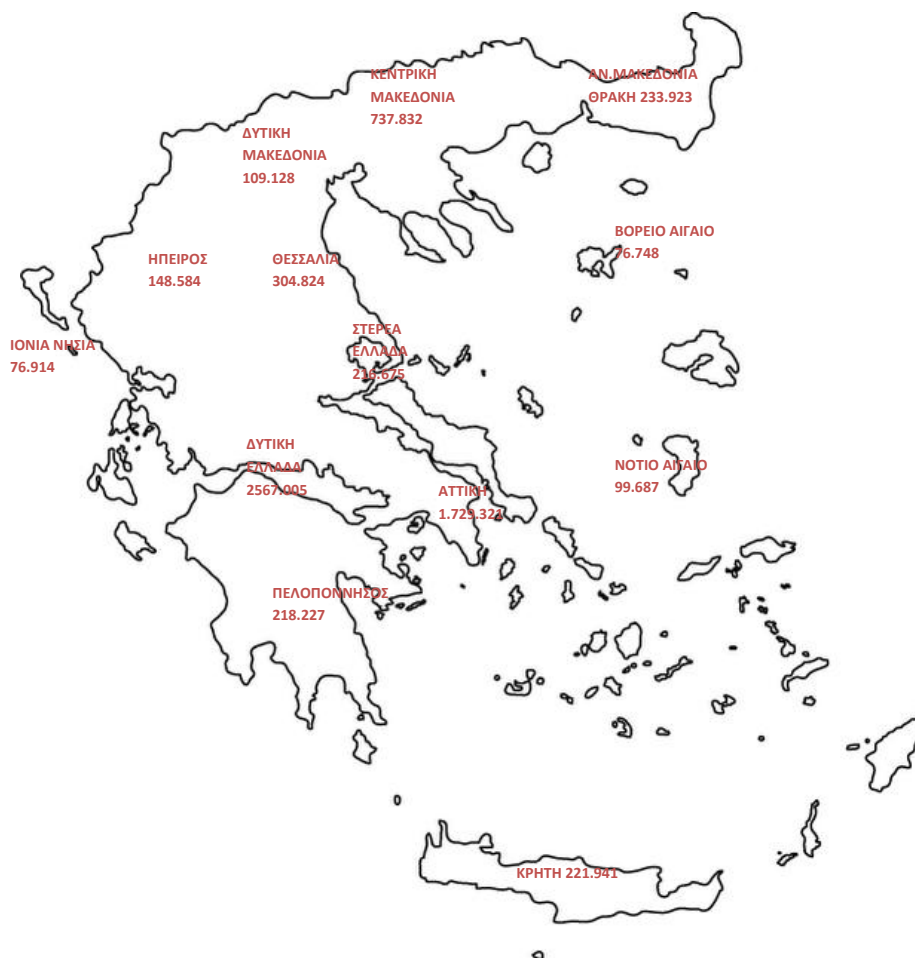 ΚΕΝΤΡΙΚΗ
ΜΑΚΕΔΟΝΙΑ
737.832
ΑΝ.ΜΑΚΕΔΟΝΙΑ
ΘΡΑΚΗ 233.923
ΔΥΤΙΚΗ
ΜΑΚΕΔΟΝΙΑ
109.128
ΒΟΡΕΙΟ ΑΙΓΑΙΟ
76.748
ΗΠΕΙΡΟΣ
148.584
ΘΕΣΣΑΛΙΑ
304.824
ΣΤΕΡΕΑ
ΕΛΛΑΔΑ
216.675
ΙΟΝΙΑ ΝΗΣΙΑ
76.914
ΔΥΤΙΚΗ
ΕΛΛΑΔΑ
2567.005
ΑΤΤΙΚΗ
1.729.321
ΝΟΤΙΟ ΑΙΓΑΙΟ
99.687
ΠΕΛΟΠΟΝΝΗΣΟΣ
218.227
ΚΡΗΤΗ 221.941